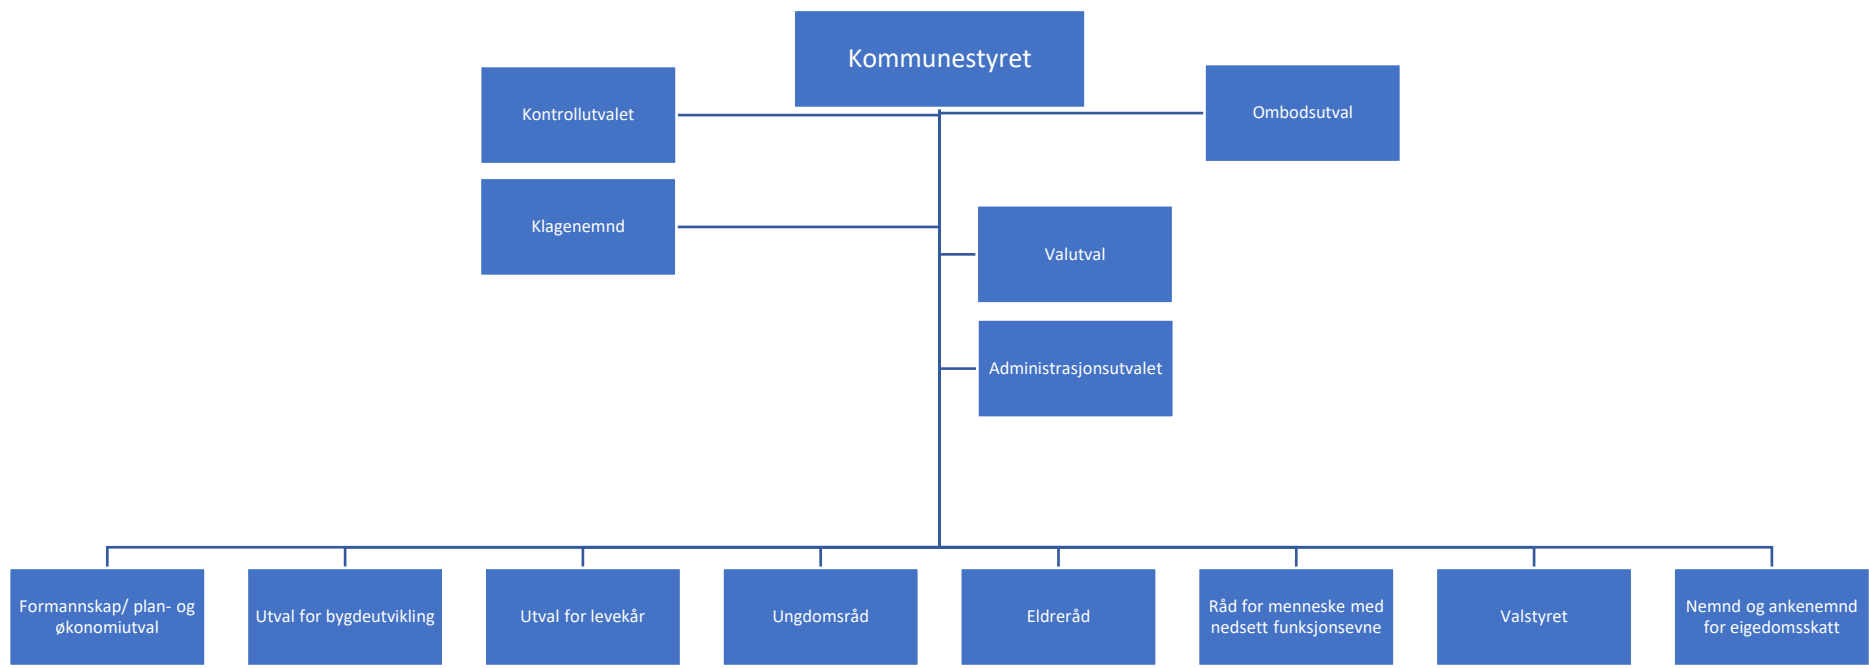 Kommunestyret
Kontrollutvalet
Ombodsutval
Klagenemnd
Valutval
Administrasjonsutvalet
Formannskap/ plan- og
økonomiutval
Utval for bygdeutvikling
Utval for levekår
Ungdomsråd
Eldreråd
Råd for menneske med
nedsett funksjonsevne
Valstyret
Nemnd og ankenemnd
for eigedomsskatt